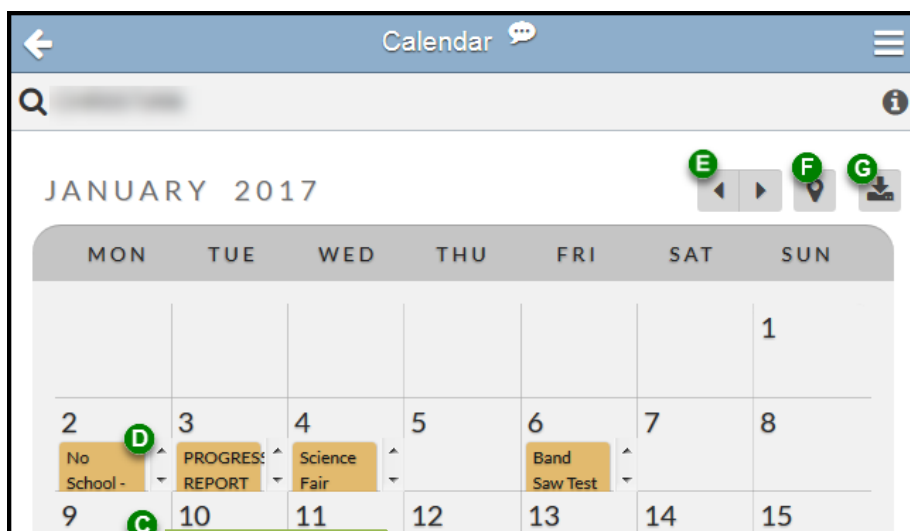 Calendar
E F G
JANUARY 2017
MON TUE WED THU FRI SAT SUN
1
2 3 4 5 6 7 8
D
No PROGRESS Science Band
School - REPORT Fair Saw Test
9 10 11 12 13 14 15
C